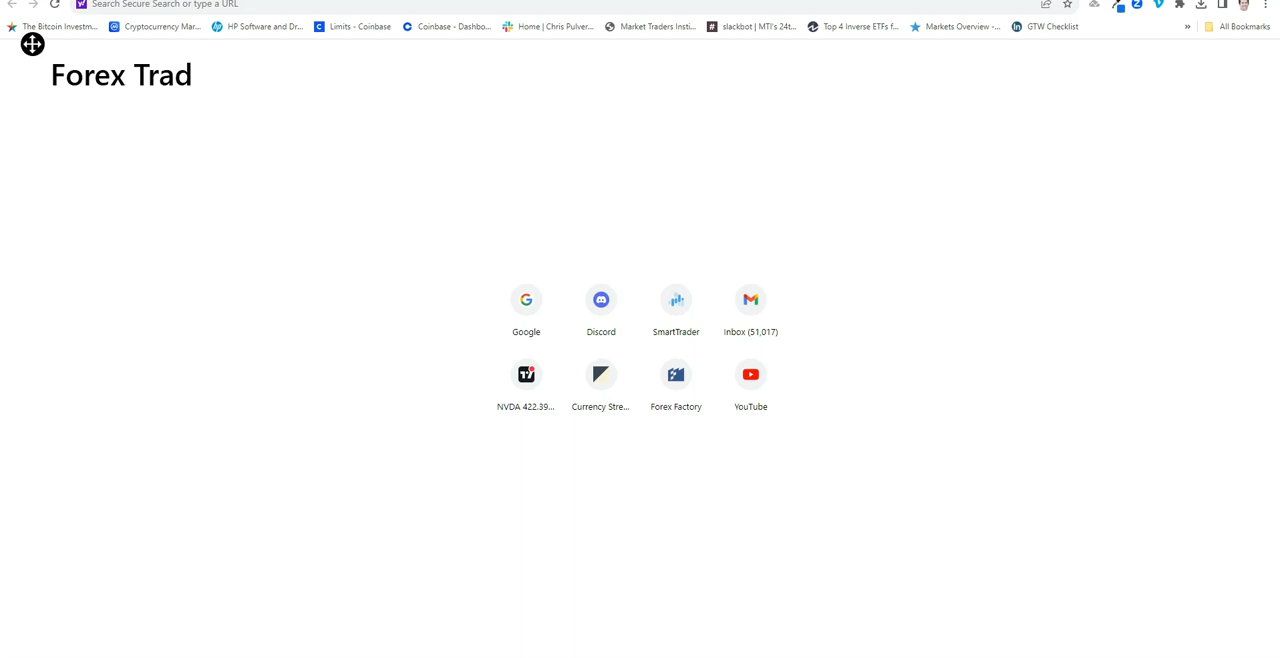 Search Secure Search or type a URL
The Bitcoin Investm... Cryptocurrency Mar... HP Software and Dr... Limits - Coinbase Coinbase - Dashbo... Home | Chris Pulver... Market Traders Insti... slackbot | MTI's 24t... Top 4 Inverse ETFs f... Markets Overview -... GTW Checklist » All Bookmarks
Forex Trad
Google Discord SmartTrader Inbox (51,017)
NVDA 422.39... Currency Stre... Forex Factory YouTube